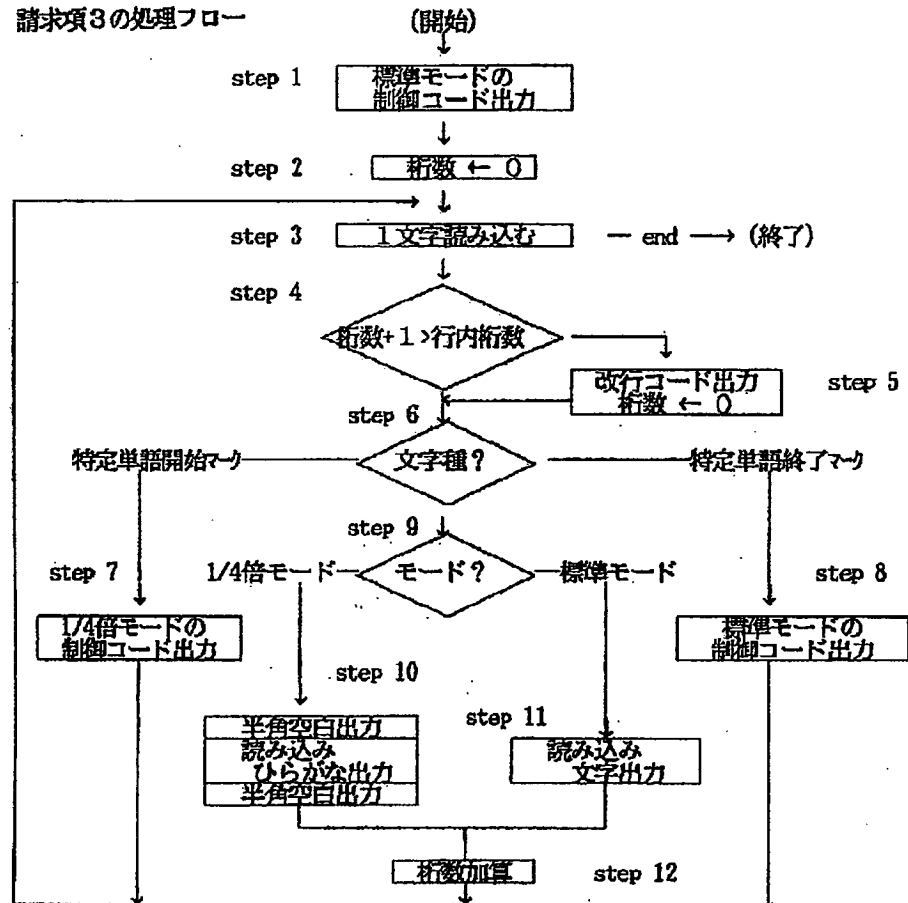 請求項3の処理フロー
(開始)
step 1
標準モードの
制御コード出力
step 2
桁数 ← 0
step 3
1文字読み込む
— end → (終了)
step 4
桁数+1>行内桁数
改行コード出力
桁数 ← 0
step 5
step 6
特定単語開始マーク
文字種?
特定単語終了マーク
step 9
step 7
1/4倍モード
モード?
標準モード
step 8
1/4倍モードの
制御コード出力
標準モードの
制御コード出力
step 10
半角空白出力
読み込み
ひらがな出力
半角空白出力
step 11
読み込み
文字出力
桁数加算
step 12